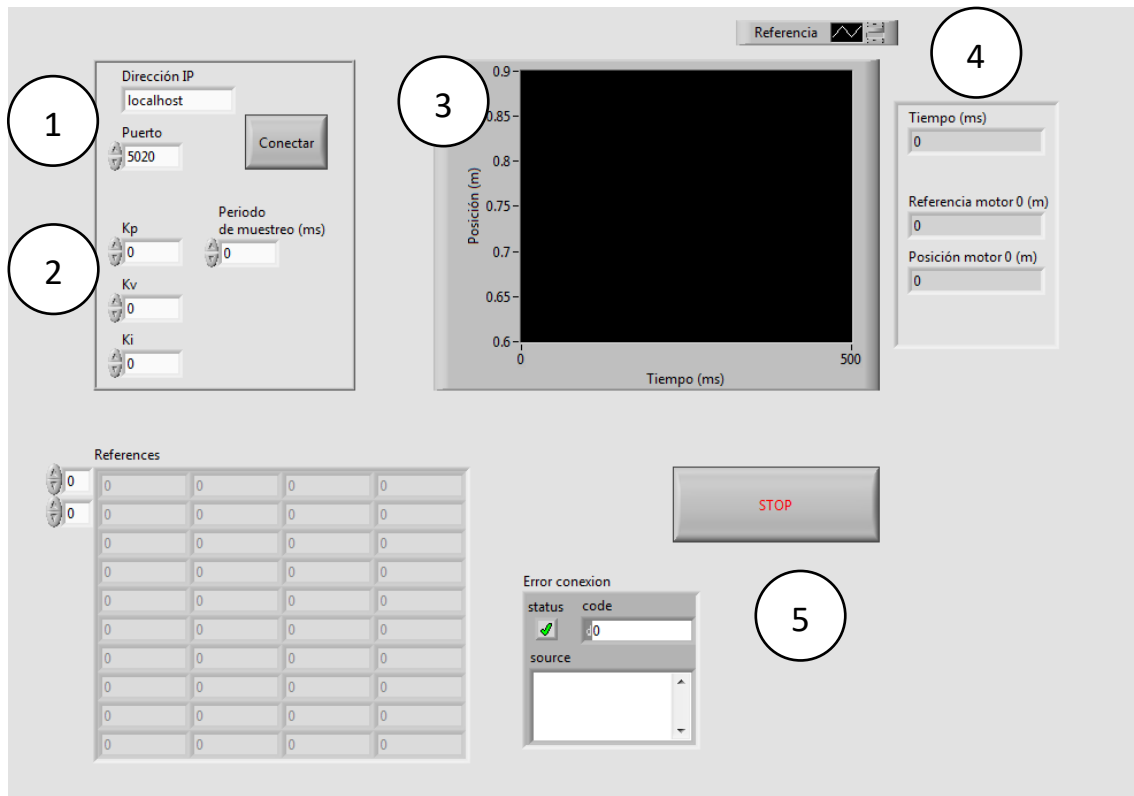 Referencia
4
Dirección IP
localhost
1
Puerto
5020
Conectar
3
0.9
0.85
0.8
0.75
0.7
0.65
0.6
Posición (m)
0
500
Tiempo (ms)
Tiempo (ms)
0
Referencia motor 0 (m)
0
Posición motor 0 (m)
0
2
Kp
0
Periodo
de muestreo (ms)
0
Kv
0
Ki
0
References
0
0
0 0 0 0
0 0 0 0
0 0 0 0
0 0 0 0
0 0 0 0
0 0 0 0
0 0 0 0
0 0 0 0
0 0 0 0
0 0 0 0
STOP
Error conexion
status code
0
source
5